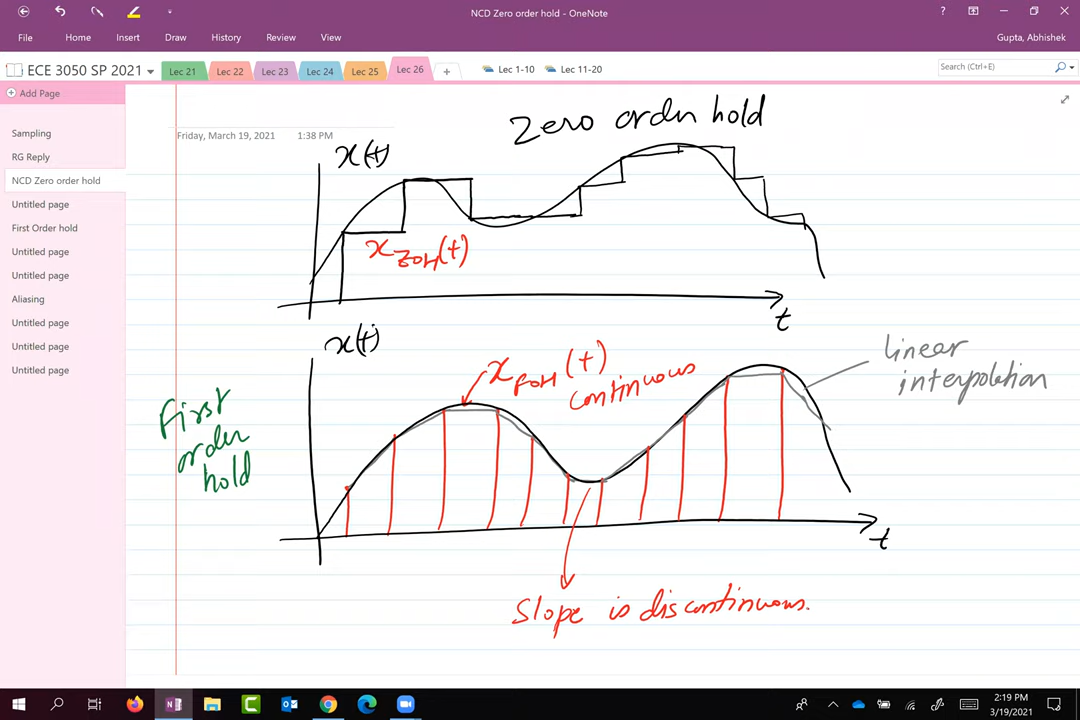 NCD Zero order hold - OneNote
?
File
Home
Insert
Draw
History
Review
View
Gupta, Abhishek
ECE 3050 SP 2021
Lec 21
Lec 22
Lec 23
Lec 24
Lec 25
Lec 26
+
Lec 1-10
Lec 11-20
Search (Ctrl+E)
Add Page
Sampling
RG Reply
NCD Zero order hold
Untitled page
First Order hold
Untitled page
Untitled page
Aliasing
Untitled page
Untitled page
Untitled page
Friday, March 19, 2021
1:38 PM
Zero order hold
x(t)
x_ZOH(t)
t
x(t)
x_FOH(t)
continuous
linear
interpolation
First
order
hold
t
Slope is discontinuous.
2:19 PM
3/19/2021